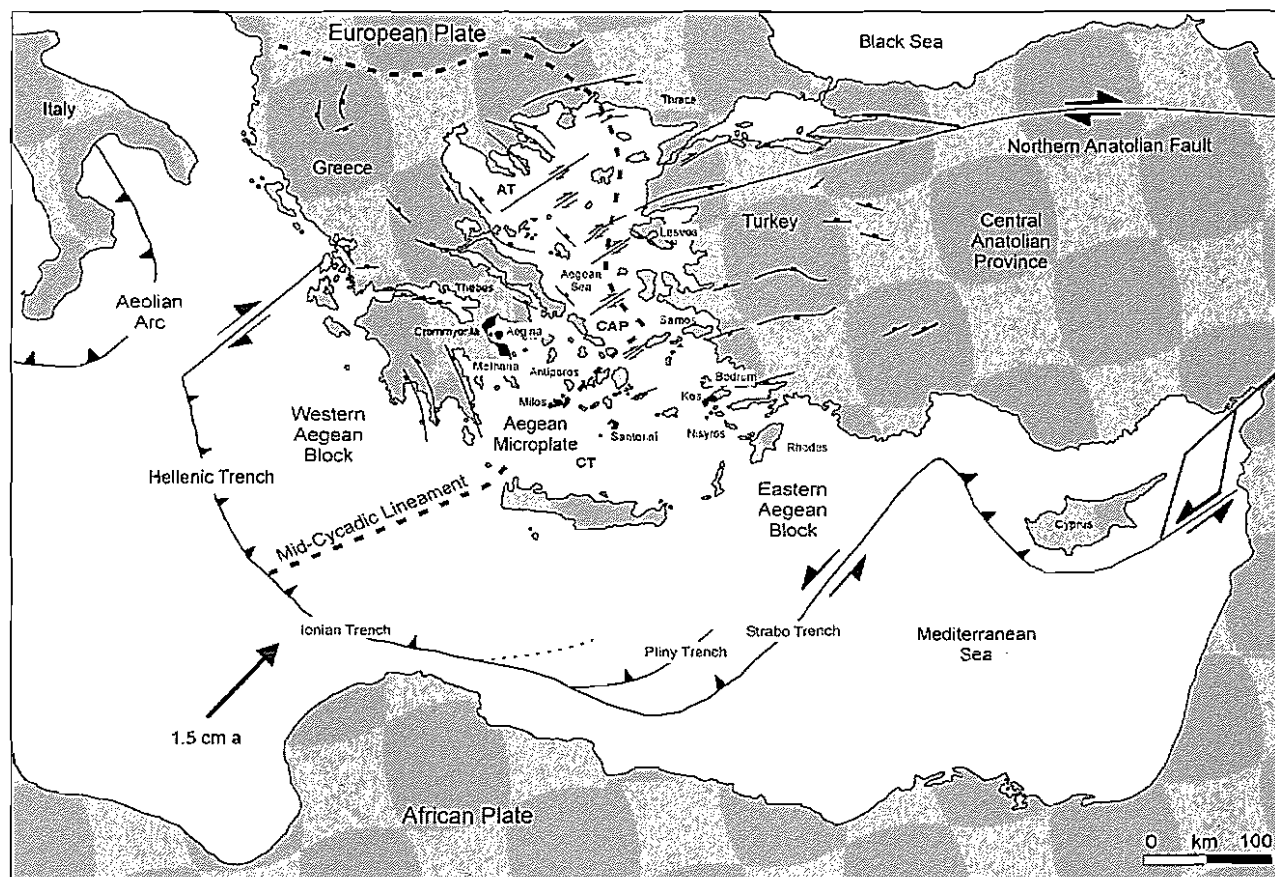 European Plate
Black Sea
Italy
Thrace
Greece
Northern Anatolian Fault
AT
Turkey
Central
Anatolian
Province
Lesvos
Aegean
Sea
Aeolian
Arc
Thebes
CAP
Samos
Crommyonia
Aegina
Methana
Antiparos
Bodrum
Kos
Milos
Western
Aegean
Block
Aegean
Microplate
Santorini
Nisyros
Rhodes
Hellenic Trench
CT
Eastern
Aegean
Block
Mid-Cycadic Lineament
Cyprus
Ionian Trench
Strabo Trench
Pliny Trench
Mediterranean
Sea
1.5 cm a
African Plate
0 km 100